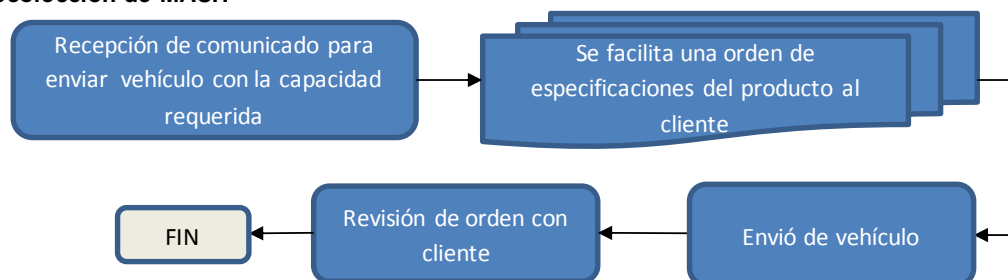 Recepción de comunicado para
enviar vehículo con la capacidad
requerida
Se facilita una orden de
especificaciones del producto al
cliente
FIN
Revisión de orden con
cliente
Envió de vehículo